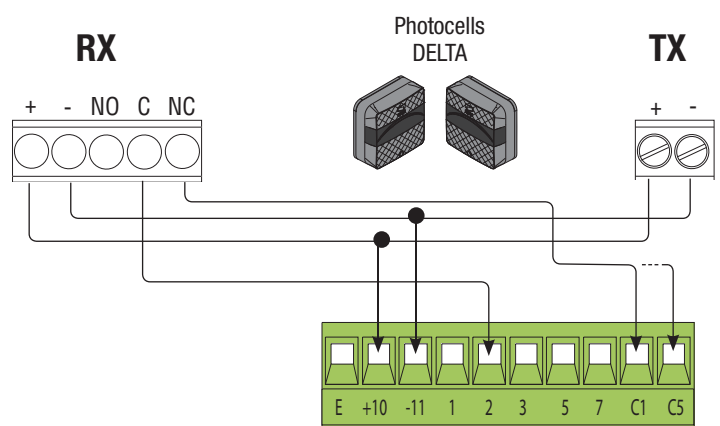 Photocells
DELTA
RX
TX
+ - NO C NC
+ -
E +10 -11 1 2 3 5 7 C1 C5